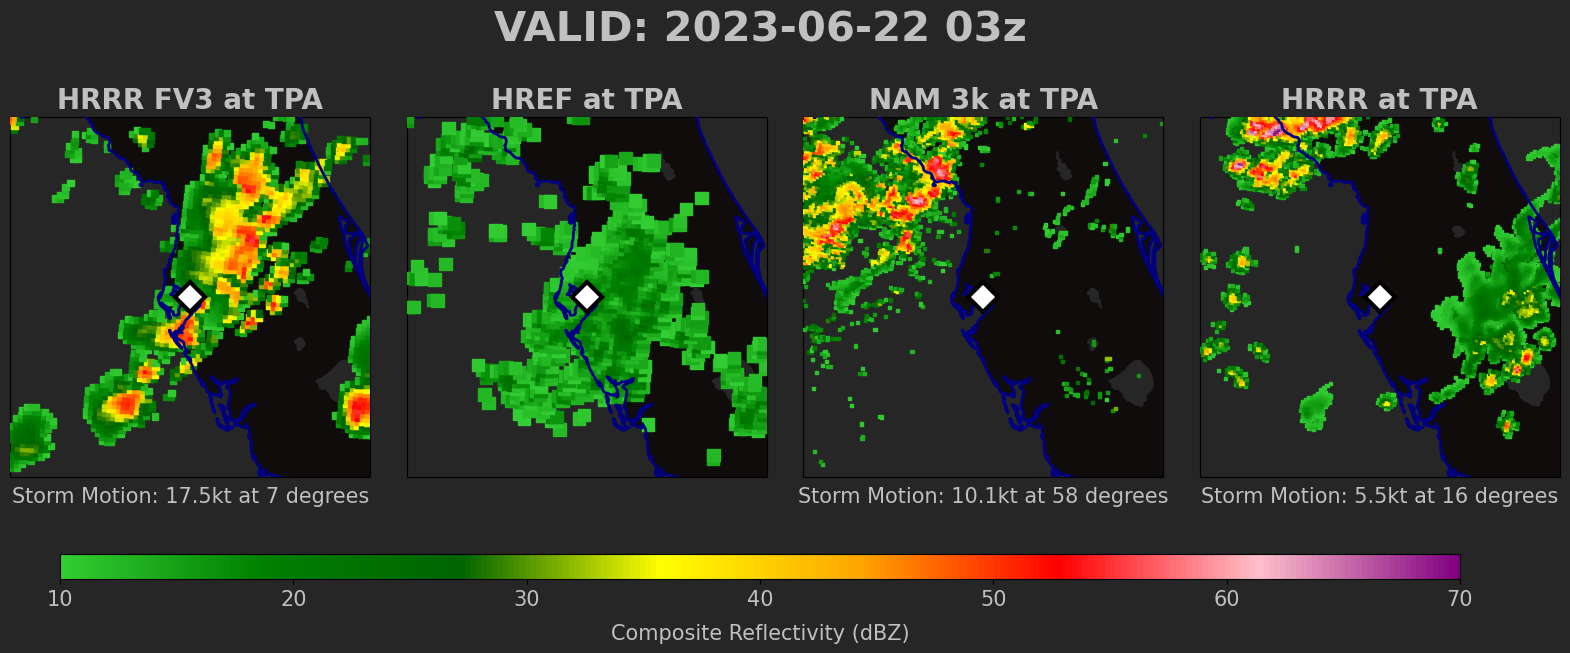 VALID: 2023-06-22 03z
HRRR FV3 at TPA
HREF at TPA
NAM 3k at TPA
HRRR at TPA
Storm Motion: 17.5kt at 7 degrees
Storm Motion: 10.1kt at 58 degrees
Storm Motion: 5.5kt at 16 degrees
10 20 30 40 50 60 70
Composite Reflectivity (dBZ)